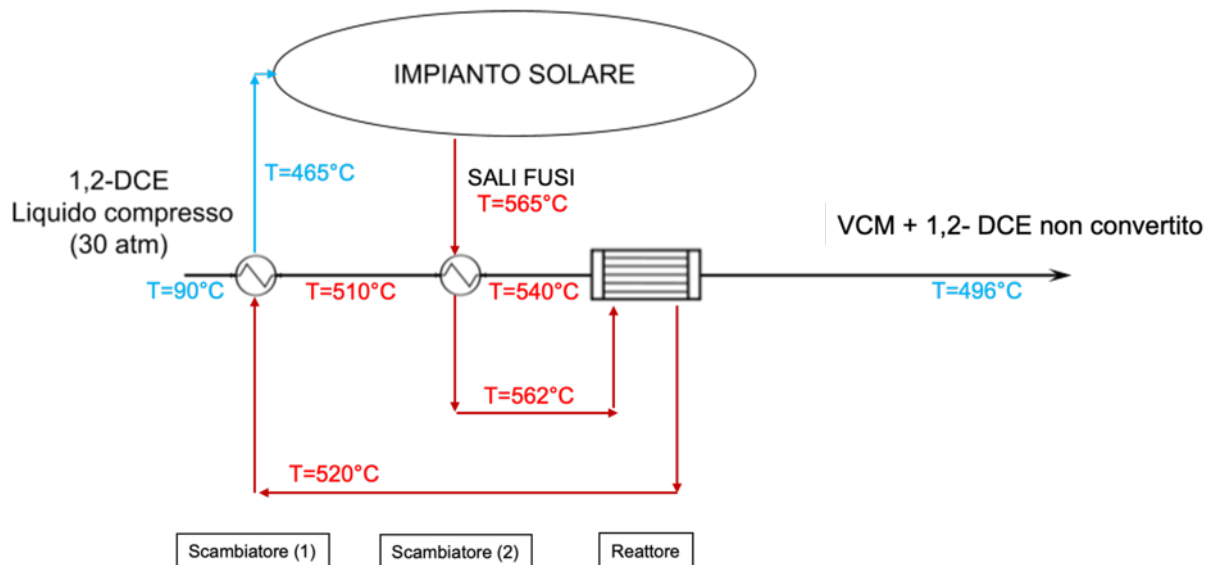 IMPIANTO SOLARE
T=465°C
SALI FUSI
T=565°C
1,2-DCE
Liquido compresso
(30 atm)
VCM + 1,2- DCE non convertito
T=90°C
T=510°C
T=540°C
T=496°C
T=562°C
T=520°C
Scambiatore (1)
Scambiatore (2)
Reattore